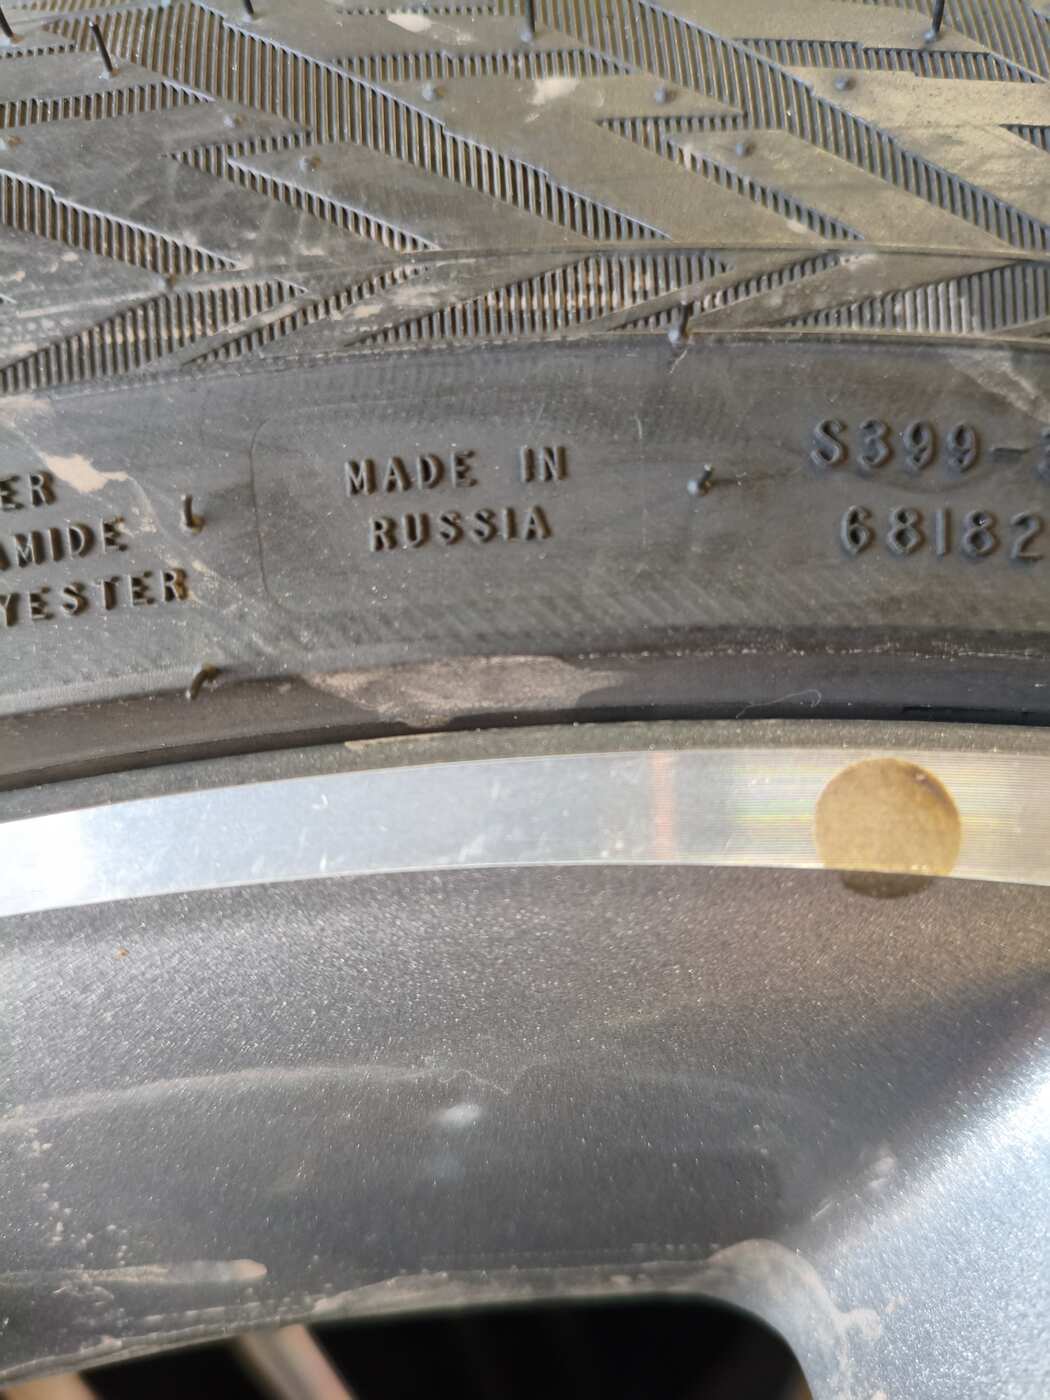 ER
AMIDE
YESTER
MADE IN
RUSSIA
S399-
68182